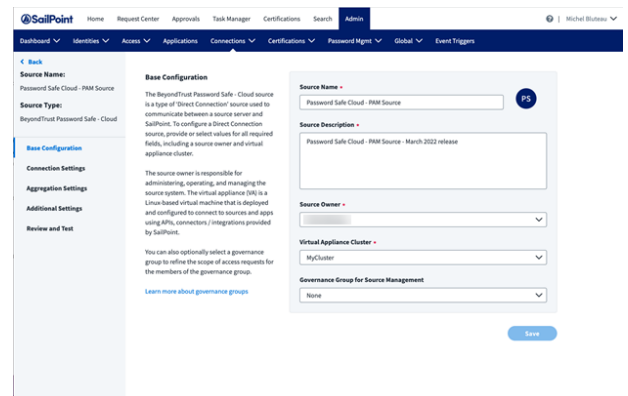 SailPoint
Home Request Center Approvals Task Manager Certifications Search Admin
Michel Bluteau
Dashboard Identities Access Applications Connections Certifications Password Mgmt Global Event Triggers
Back
Source Name:
Password Safe Cloud - PAM Source
Source Type:
BeyondTrust Password Safe - Cloud
Base Configuration
Connection Settings
Aggregation Settings
Additional Settings
Review and Test
Base Configuration
The BeyondTrust Password Safe - Cloud source
is a type of 'Direct Connection' source used to
communicate between a source server and
SailPoint. To configure a Direct Connection
source, provide or select values for all required
fields, including a source owner and virtual
appliance cluster.
The source owner is responsible for
administering, operating, and managing the
source system. The virtual appliance (VA) is a
Linux-based virtual machine that is deployed
and configured to connect to sources and apps
using APIs, connectors / integrations provided
by SailPoint.
You can also optionally select a governance
group to refine the scope of access requests for
the members of the governance group.
Learn more about governance groups
Source Name
Password Safe Cloud - PAM Source
PS
Source Description
Password Safe Cloud - PAM Source - March 2022 release
Source Owner
Virtual Appliance Cluster
MyCluster
Governance Group for Source Management
None
Save